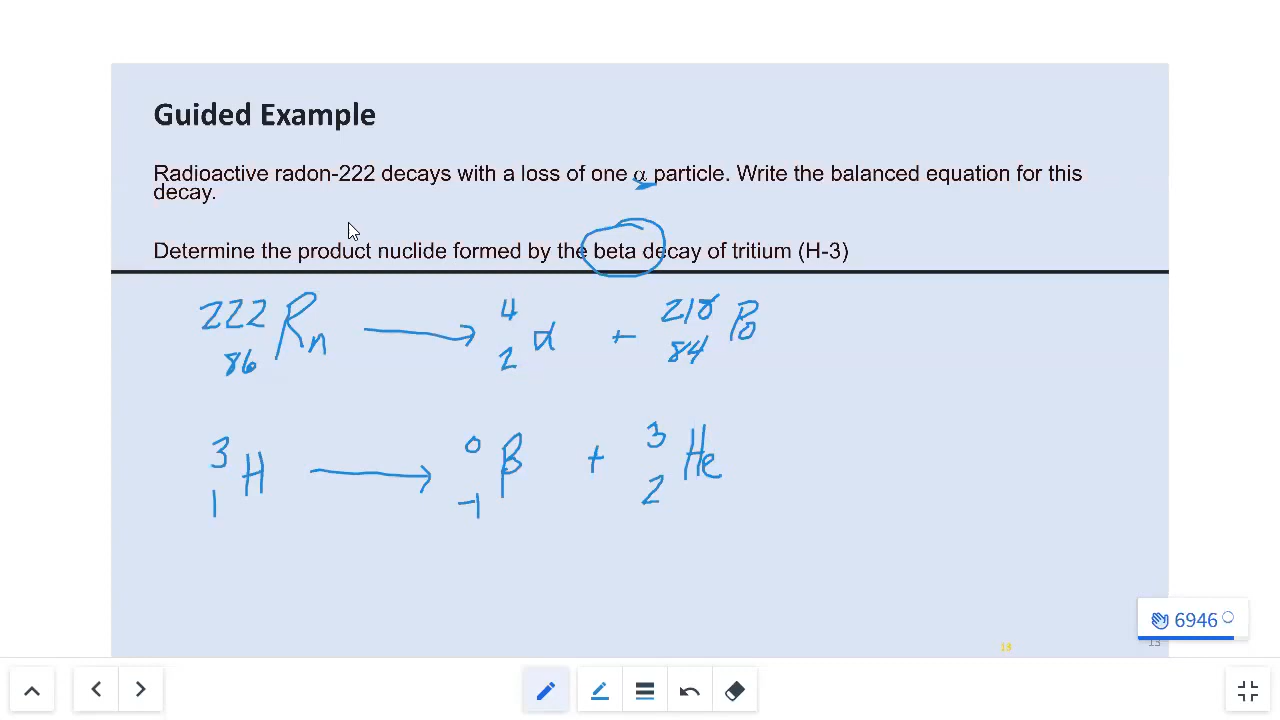 Guided Example
Radioactive radon-222 decays with a loss of one α particle. Write the balanced equation for this
decay.
Determine the product nuclide formed by the beta decay of tritium (H-3)
222 86 Rn → 4 2 α + 218 84 Po
3 1 H → 0 -1 β + 3 2 He
6946
13
13